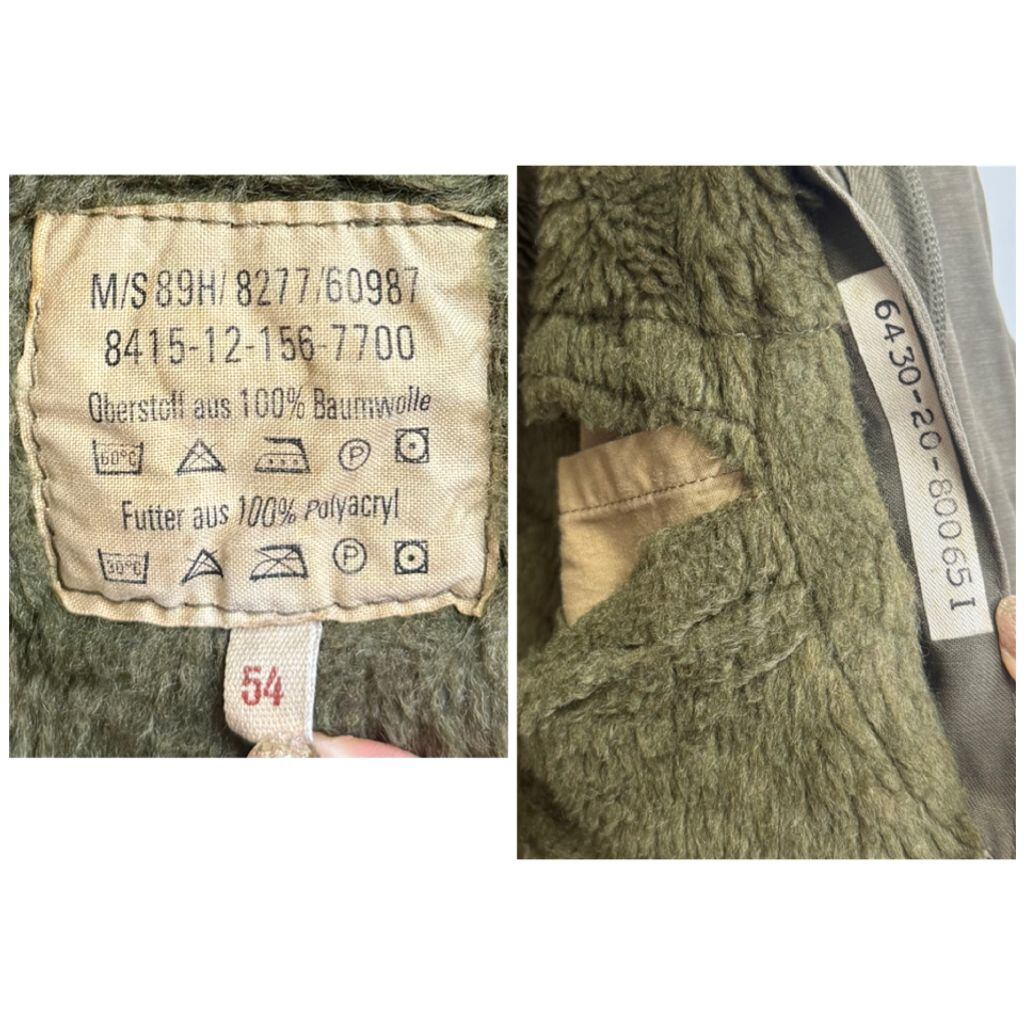 M/S 89H/ 8277/60987
8415-12-156-7700
Oberstoff aus 100% Baumwolle
60°C P
Futter aus 100% Polyacryl
30°C P
54
6430-20-80065 I